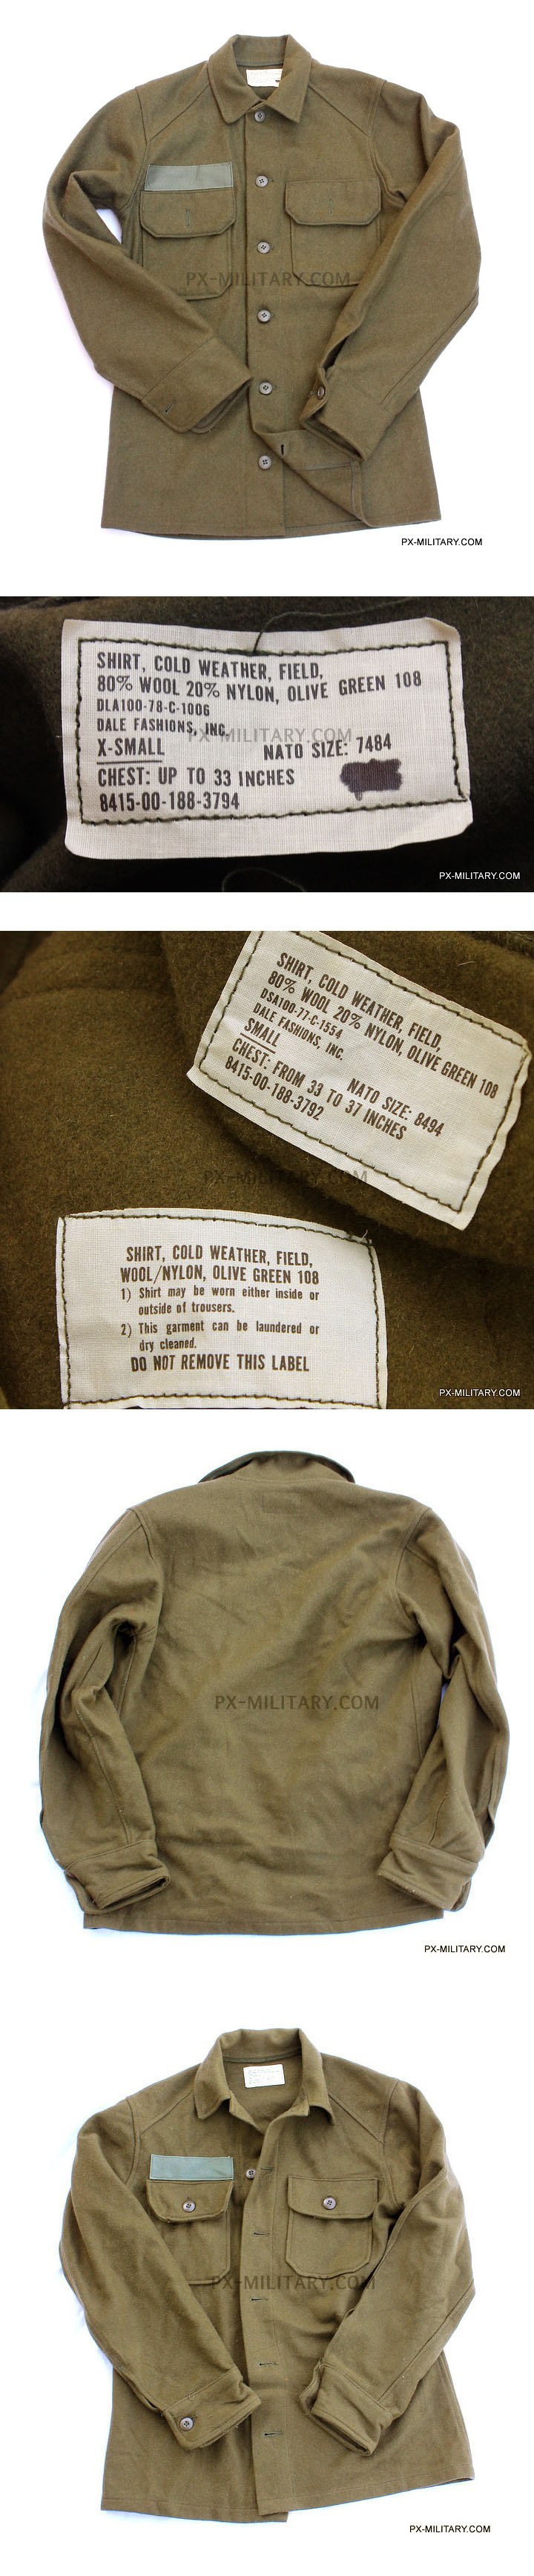 PX-MILITARY.COM
PX-MILITARY.COM
SHIRT, COLD WEATHER, FIELD,
80% WOOL 20% NYLON, OLIVE GREEN 108
DLA100-78-C-1006
DALE FASHIONS, INC.
PX-MILITARY.COM
X-SMALL NATO SIZE: 7484
CHEST: UP TO 33 INCHES
8415-00-188-3794
PX-MILITARY.COM
SHIRT, COLD WEATHER, FIELD,
80% WOOL 20% NYLON, OLIVE GREEN 108
DSA100-77-C-1554
DALE FASHIONS, INC.
SMALL NATO SIZE: 8494
CHEST: FROM 33 TO 37 INCHES
8415-00-188-3792
PX-MILITARY.COM
SHIRT, COLD WEATHER, FIELD,
WOOL/NYLON, OLIVE GREEN 108
1) Shirt may be worn either inside or
outside of trousers.
2) This garment can be laundered or
dry cleaned.
DO NOT REMOVE THIS LABEL
PX-MILITARY.COM
PX-MILITARY.COM
PX-MILITARY.COM
PX-MILITARY.COM
PX-MILITARY.COM